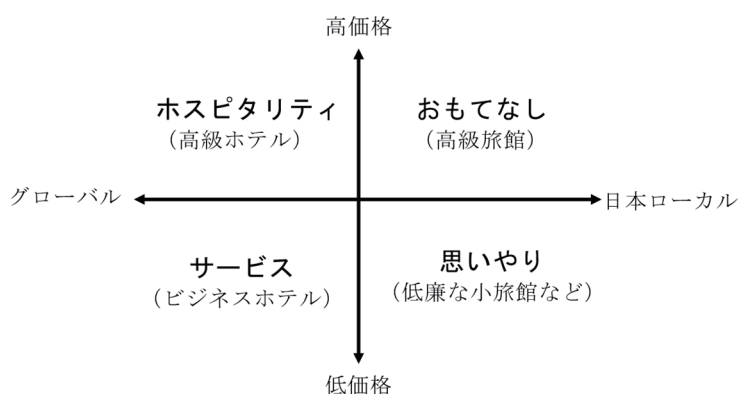 高価格
ホスピタリティ
（高級ホテル）
おもてなし
（高級旅館）
グローバル
日本ローカル
サービス
（ビジネスホテル）
思いやり
（低廉な小旅館など）
低価格